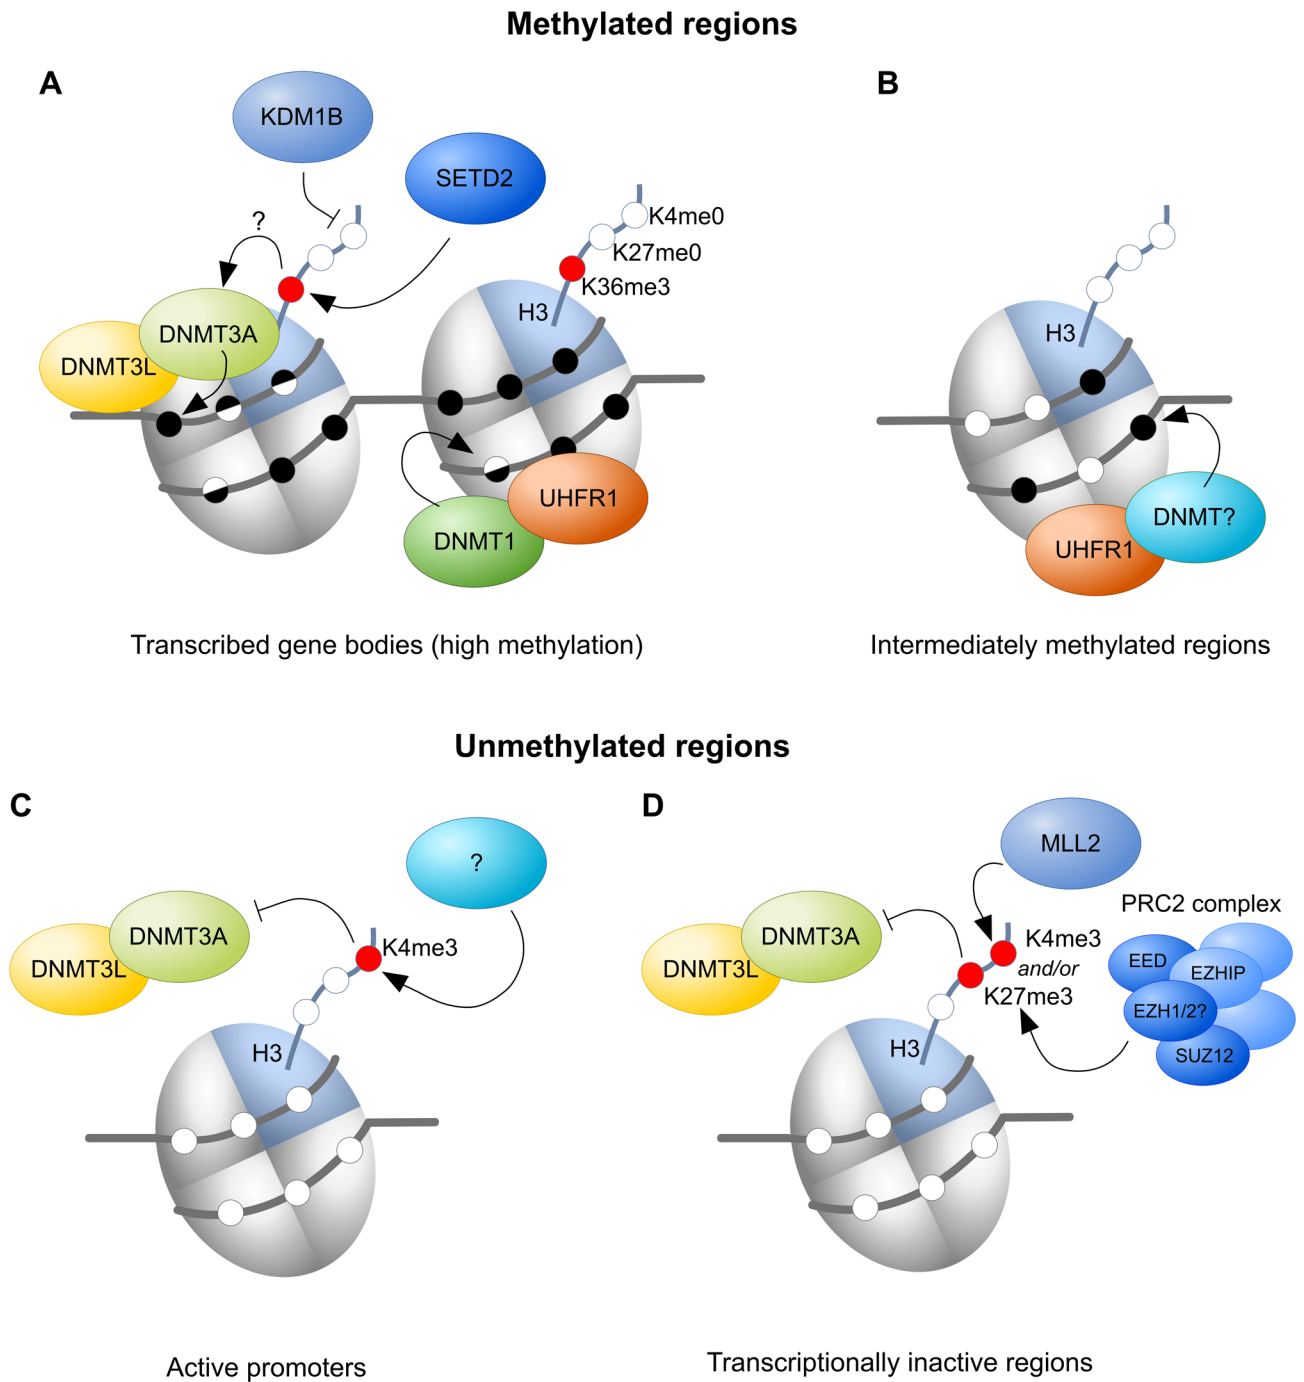 Methylated regions
A
B
KDM1B
SETD2
?
K4me0
K27me0
K36me3
H3
DNMT3A
DNMT3L
UHFR1
DNMT1
H3
DNMT?
UHFR1
Transcribed gene bodies (high methylation)
Intermediately methylated regions
Unmethylated regions
C
D
?
DNMT3A
DNMT3L
K4me3
H3
MLL2
PRC2 complex
DNMT3A
DNMT3L
K4me3
and/or
K27me3
EED
EZHIP
EZH1/2?
SUZ12
H3
Active promoters
Transcriptionally inactive regions